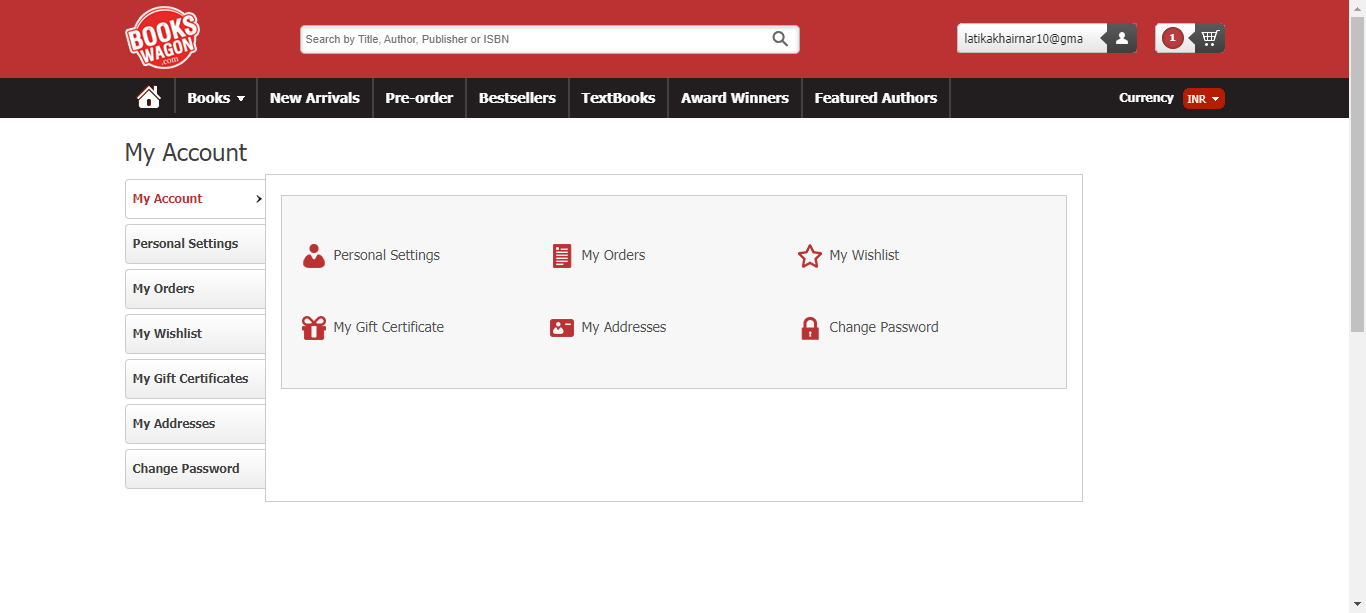 BOOKS
WAGON
.com
Search by Title, Author, Publisher or ISBN
latikakhairnar10@gma
1
Books
New Arrivals
Pre-order
Bestsellers
TextBooks
Award Winners
Featured Authors
Currency
INR
My Account
My Account
Personal Settings
My Orders
My Wishlist
My Gift Certificates
My Addresses
Change Password
Personal Settings
My Orders
My Wishlist
My Gift Certificate
My Addresses
Change Password